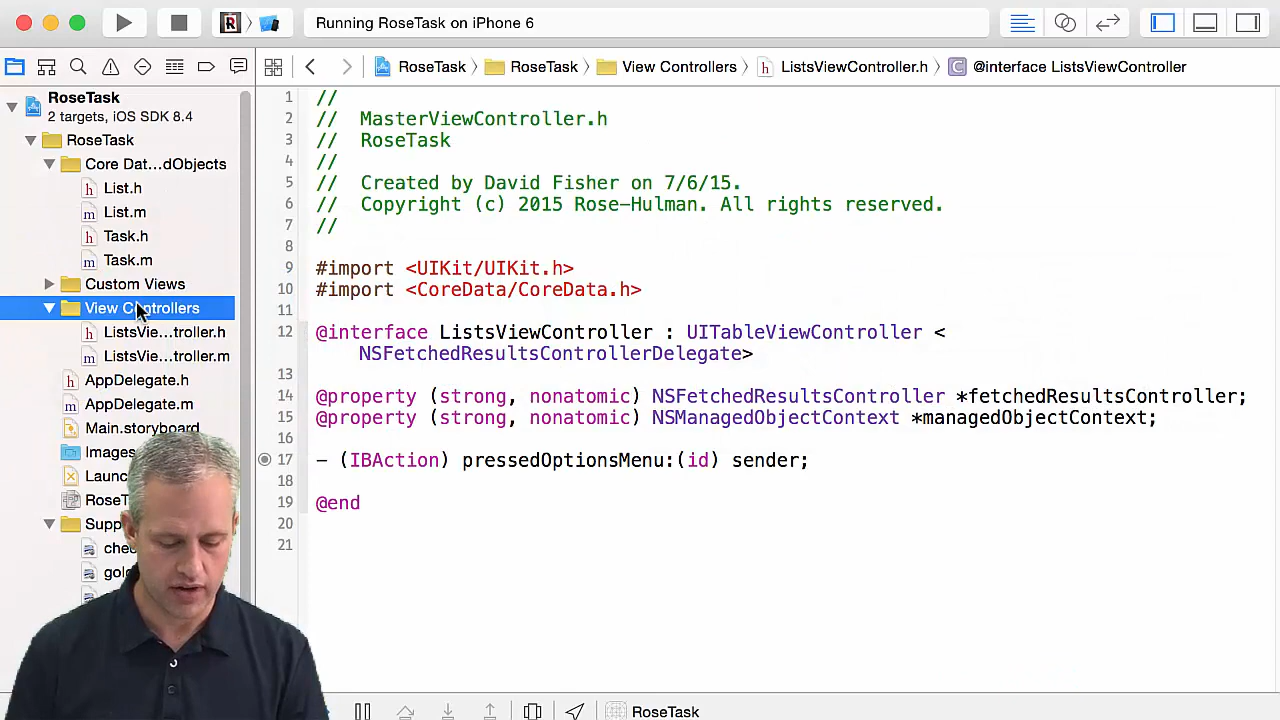 Running RoseTask on iPhone 6
RoseTask
RoseTask
View Controllers
ListsViewController.h
@interface ListsViewController
RoseTask
2 targets, iOS SDK 8.4
RoseTask
Core Dat...dObjects
List.h
List.m
Task.h
Task.m
Custom Views
View Controllers
ListsVie...troller.h
ListsVie...troller.m
AppDelegate.h
AppDelegate.m
Main.storyboard
Images
Launc
RoseT
Supp
che
gol
1 //
2 // MasterViewController.h
3 // RoseTask
4 //
5 // Created by David Fisher on 7/6/15.
6 // Copyright (c) 2015 Rose-Hulman. All rights reserved.
7 //
8
9 #import <UIKit/UIKit.h>
10 #import <CoreData/CoreData.h>
11
12 @interface ListsViewController : UITableViewController <
NSFetchedResultsControllerDelegate>
13
14 @property (strong, nonatomic) NSFetchedResultsController *fetchedResultsController;
15 @property (strong, nonatomic) NSManagedObjectContext *managedObjectContext;
16
17 - (IBAction) pressedOptionsMenu:(id) sender;
18
19 @end
20
21
RoseTask